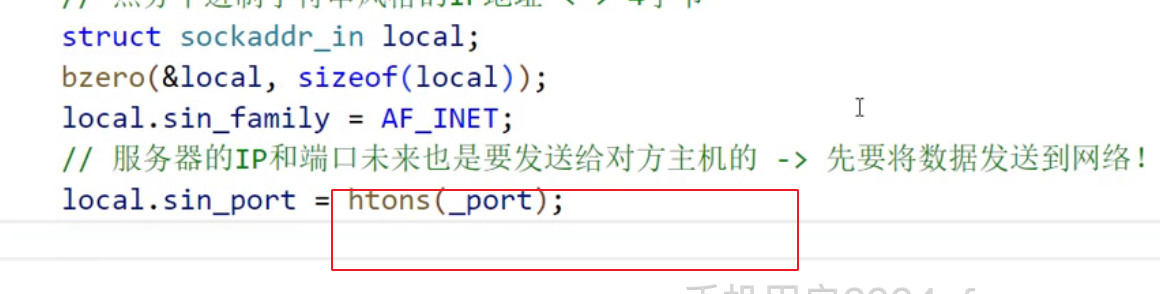 struct sockaddr_in local;
bzero(&local, sizeof(local));
local.sin_family = AF_INET;
// 服务器的IP和端口未来也是要发送给对方主机的 -> 先要将数据发送到网络!
local.sin_port = htons(_port);